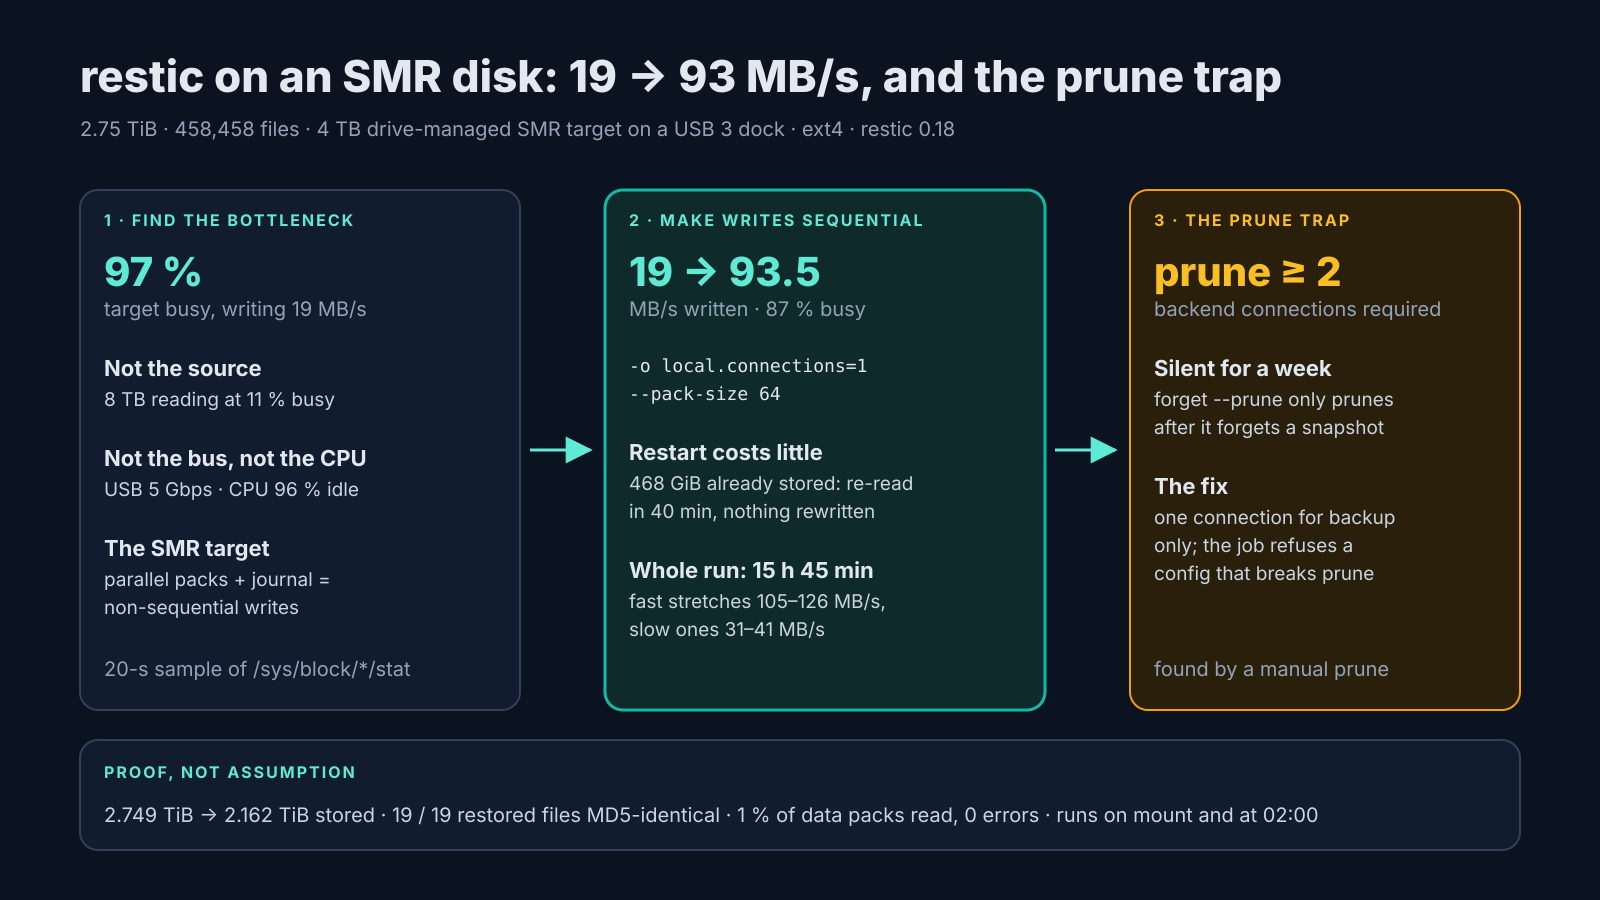 restic on an SMR disk: 19 → 93 MB/s, and the prune trap
2.75 TiB · 458,458 files · 4 TB drive-managed SMR target on a USB 3 dock · ext4 · restic 0.18
1 · FIND THE BOTTLENECK
97 %
target busy, writing 19 MB/s
Not the source
8 TB reading at 11 % busy
Not the bus, not the CPU
USB 5 Gbps · CPU 96 % idle
The SMR target
parallel packs + journal =
non-sequential writes
20-s sample of /sys/block/*/stat
2 · MAKE WRITES SEQUENTIAL
19 → 93.5
MB/s written · 87 % busy
-o local.connections=1
--pack-size 64
Restart costs little
468 GiB already stored: re-read
in 40 min, nothing rewritten
Whole run: 15 h 45 min
fast stretches 105–126 MB/s,
slow ones 31–41 MB/s
3 · THE PRUNE TRAP
prune ≥ 2
backend connections required
Silent for a week
forget --prune only prunes
after it forgets a snapshot
The fix
one connection for backup
only; the job refuses a
config that breaks prune
found by a manual prune
PROOF, NOT ASSUMPTION
2.749 TiB → 2.162 TiB stored · 19 / 19 restored files MD5-identical · 1 % of data packs read, 0 errors · runs on mount and at 02:00